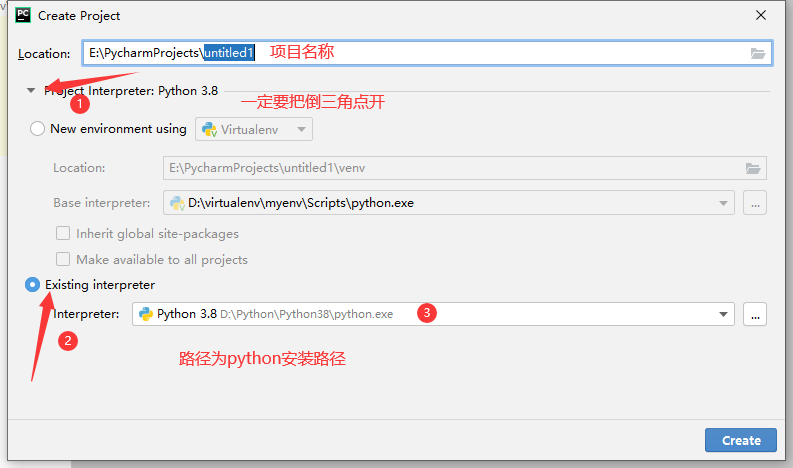 Create Project
Location: E:\PycharmProjects\untitled1 项目名称
Project Interpreter: Python 3.8
1
一定要把倒三角点开
New environment using Virtualenv
Location: E:\PycharmProjects\untitled1\venv
Base interpreter: D:\virtualenv\myenv\Scripts\python.exe ...
Inherit global site-packages
Make available to all projects
Existing interpreter
Interpreter: Python 3.8 D:\Python\Python38\python.exe 3 ...
2
路径为python安装路径
Create